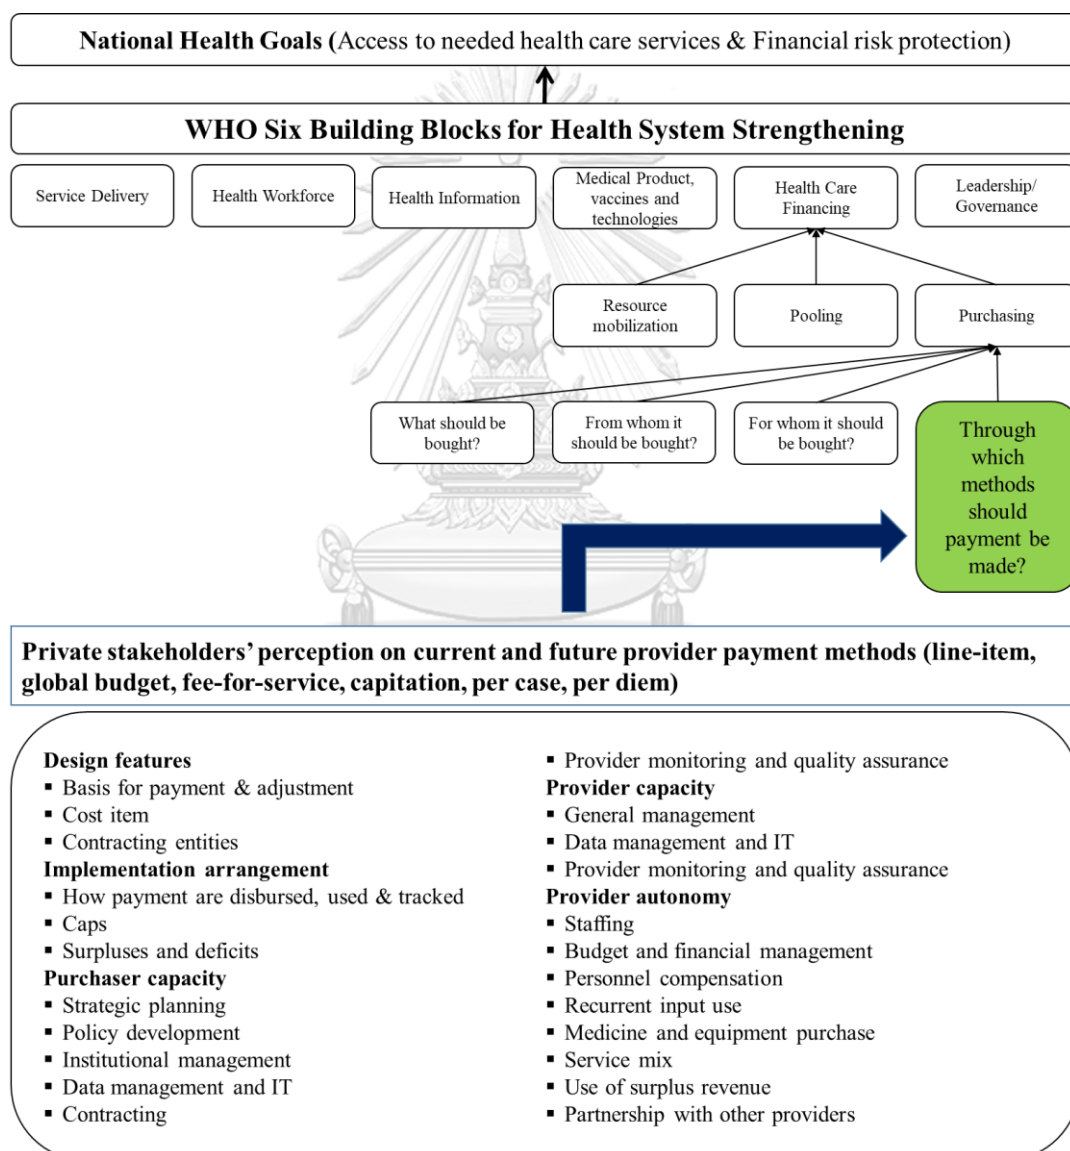 National Health Goals (Access to needed health care services & Financial risk protection)
WHO Six Building Blocks for Health System Strengthening
Service Delivery
Health Workforce
Health Information
Medical Product,
vaccines and
technologies
Health Care
Financing
Leadership/
Governance
Resource
mobilization
Pooling
Purchasing
What should be
bought?
From whom it
should be bought?
For whom it should
be bought?
Through
which
methods
should
payment be
made?
Private stakeholders’ perception on current and future provider payment methods (line-item,
global budget, fee-for-service, capitation, per case, per diem)
Design features
▪ Basis for payment & adjustment
▪ Cost item
▪ Contracting entities
Implementation arrangement
▪ How payment are disbursed, used & tracked
▪ Caps
▪ Surpluses and deficits
Purchaser capacity
▪ Strategic planning
▪ Policy development
▪ Institutional management
▪ Data management and IT
▪ Contracting
▪ Provider monitoring and quality assurance
Provider capacity
▪ General management
▪ Data management and IT
▪ Provider monitoring and quality assurance
Provider autonomy
▪ Staffing
▪ Budget and financial management
▪ Personnel compensation
▪ Recurrent input use
▪ Medicine and equipment purchase
▪ Service mix
▪ Use of surplus revenue
▪ Partnership with other providers